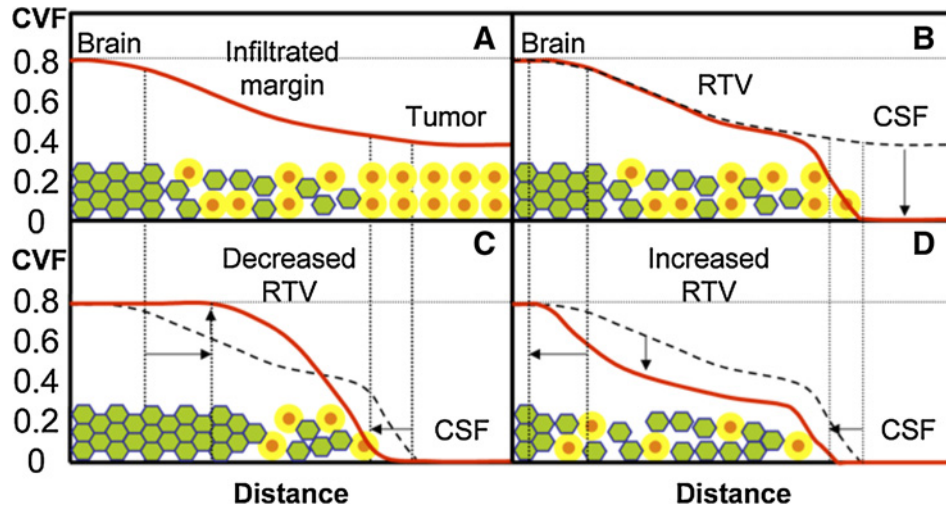 CVF
A
B
Brain
Infiltrated
margin
Brain
RTV
0.8
0.6
Tumor
CSF
0.4
0.2
0
CVF
C
D
Decreased
RTV
Increased
RTV
0.8
0.6
0.4
0.2
CSF
CSF
0
Distance
Distance